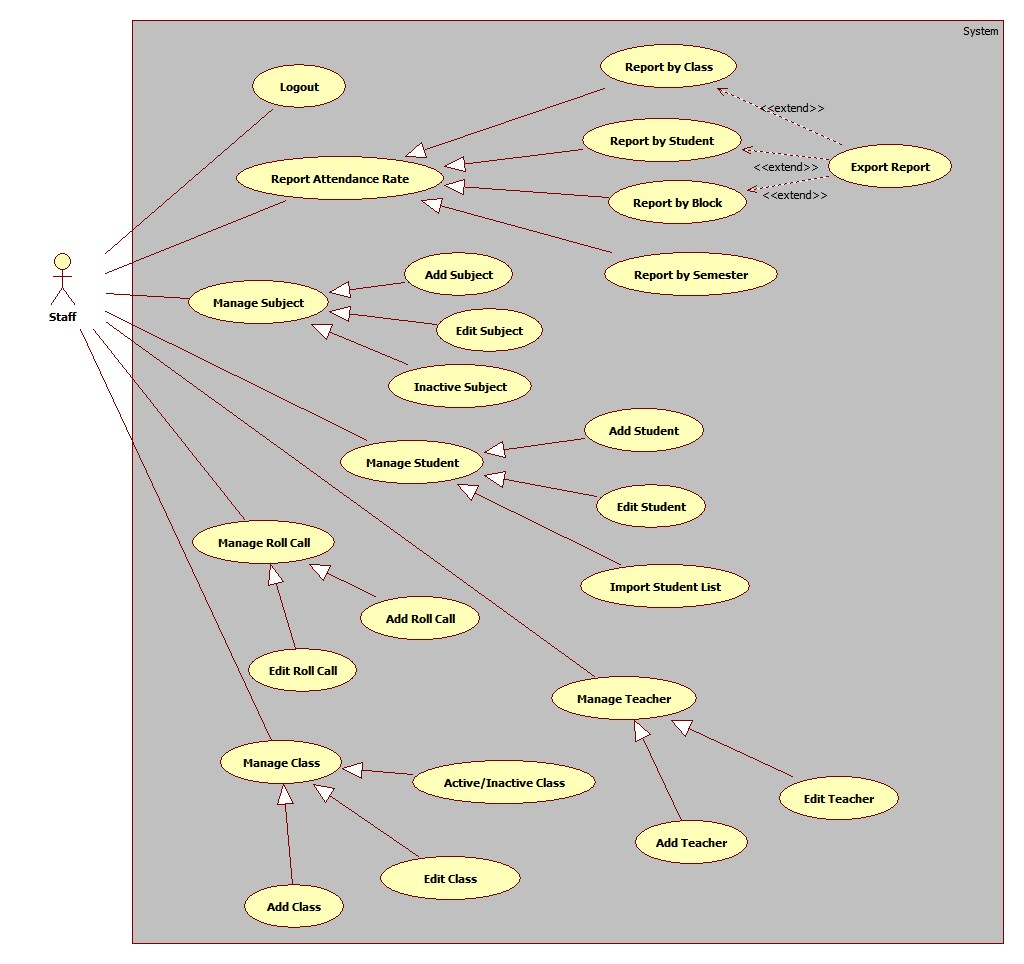 System
Report by Class
Logout
<<extend>>
Report by Student
Export Report
<<extend>>
Report Attendance Rate
<<extend>>
Report by Block
Add Subject
Report by Semester
Manage Subject
Staff
Edit Subject
Inactive Subject
Add Student
Manage Student
Edit Student
Manage Roll Call
Import Student List
Add Roll Call
Edit Roll Call
Manage Teacher
Manage Class
Active/Inactive Class
Edit Teacher
Add Teacher
Edit Class
Add Class